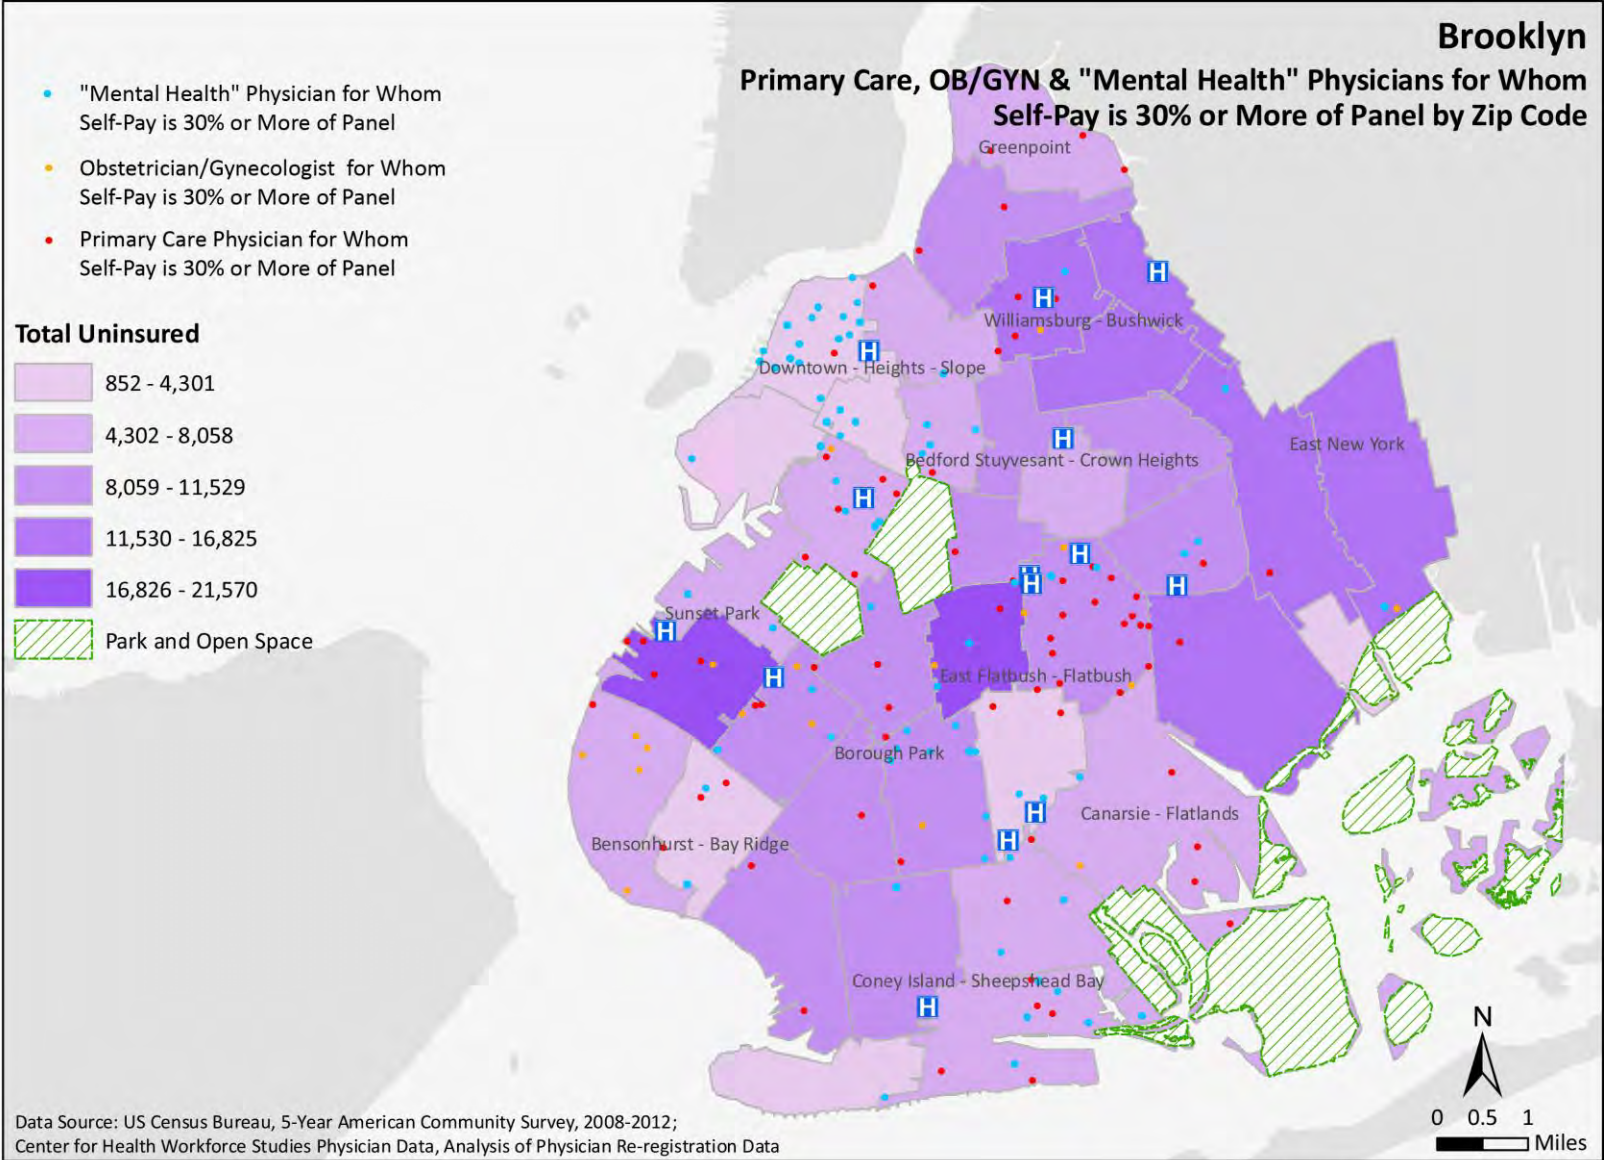 Brooklyn
Primary Care, OB/GYN & "Mental Health" Physicians for Whom
Self-Pay is 30% or More of Panel by Zip Code
"Mental Health" Physician for Whom
Self-Pay is 30% or More of Panel
Obstetrician/Gynecologist for Whom
Self-Pay is 30% or More of Panel
Primary Care Physician for Whom
Self-Pay is 30% or More of Panel
Total Uninsured
852 - 4,301
4,302 - 8,058
8,059 - 11,529
11,530 - 16,825
16,826 - 21,570
Park and Open Space
Greenpoint
H
H
Williamsburg - Bushwick
H
Downtown - Heights - Slope
H
East New York
Bedford Stuyvesant - Crown Heights
H
H
H
H
H
Sunset Park
H
H
East Flatbush - Flatbush
Borough Park
H
Canarsie - Flatlands
H
Bensonhurst - Bay Ridge
Coney Island - Sheepshead Bay
H
N
0 0.5 1
Miles
Data Source: US Census Bureau, 5-Year American Community Survey, 2008-2012;
Center for Health Workforce Studies Physician Data, Analysis of Physician Re-registration Data